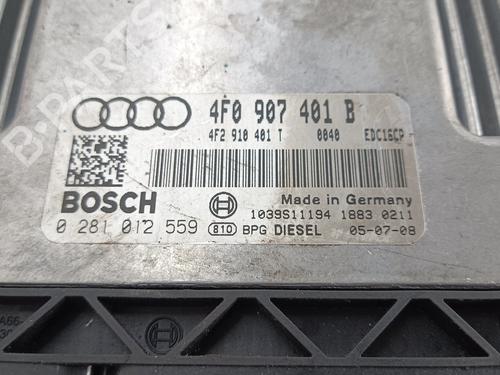 4F0 907 401 B
4F2 910 401 T 0040 EDC16CP
BOSCH
Made in Germany
1039S11194 1883 0211
0 281 012 559 810 BPG DIESEL 05-07-08
B-PARTS